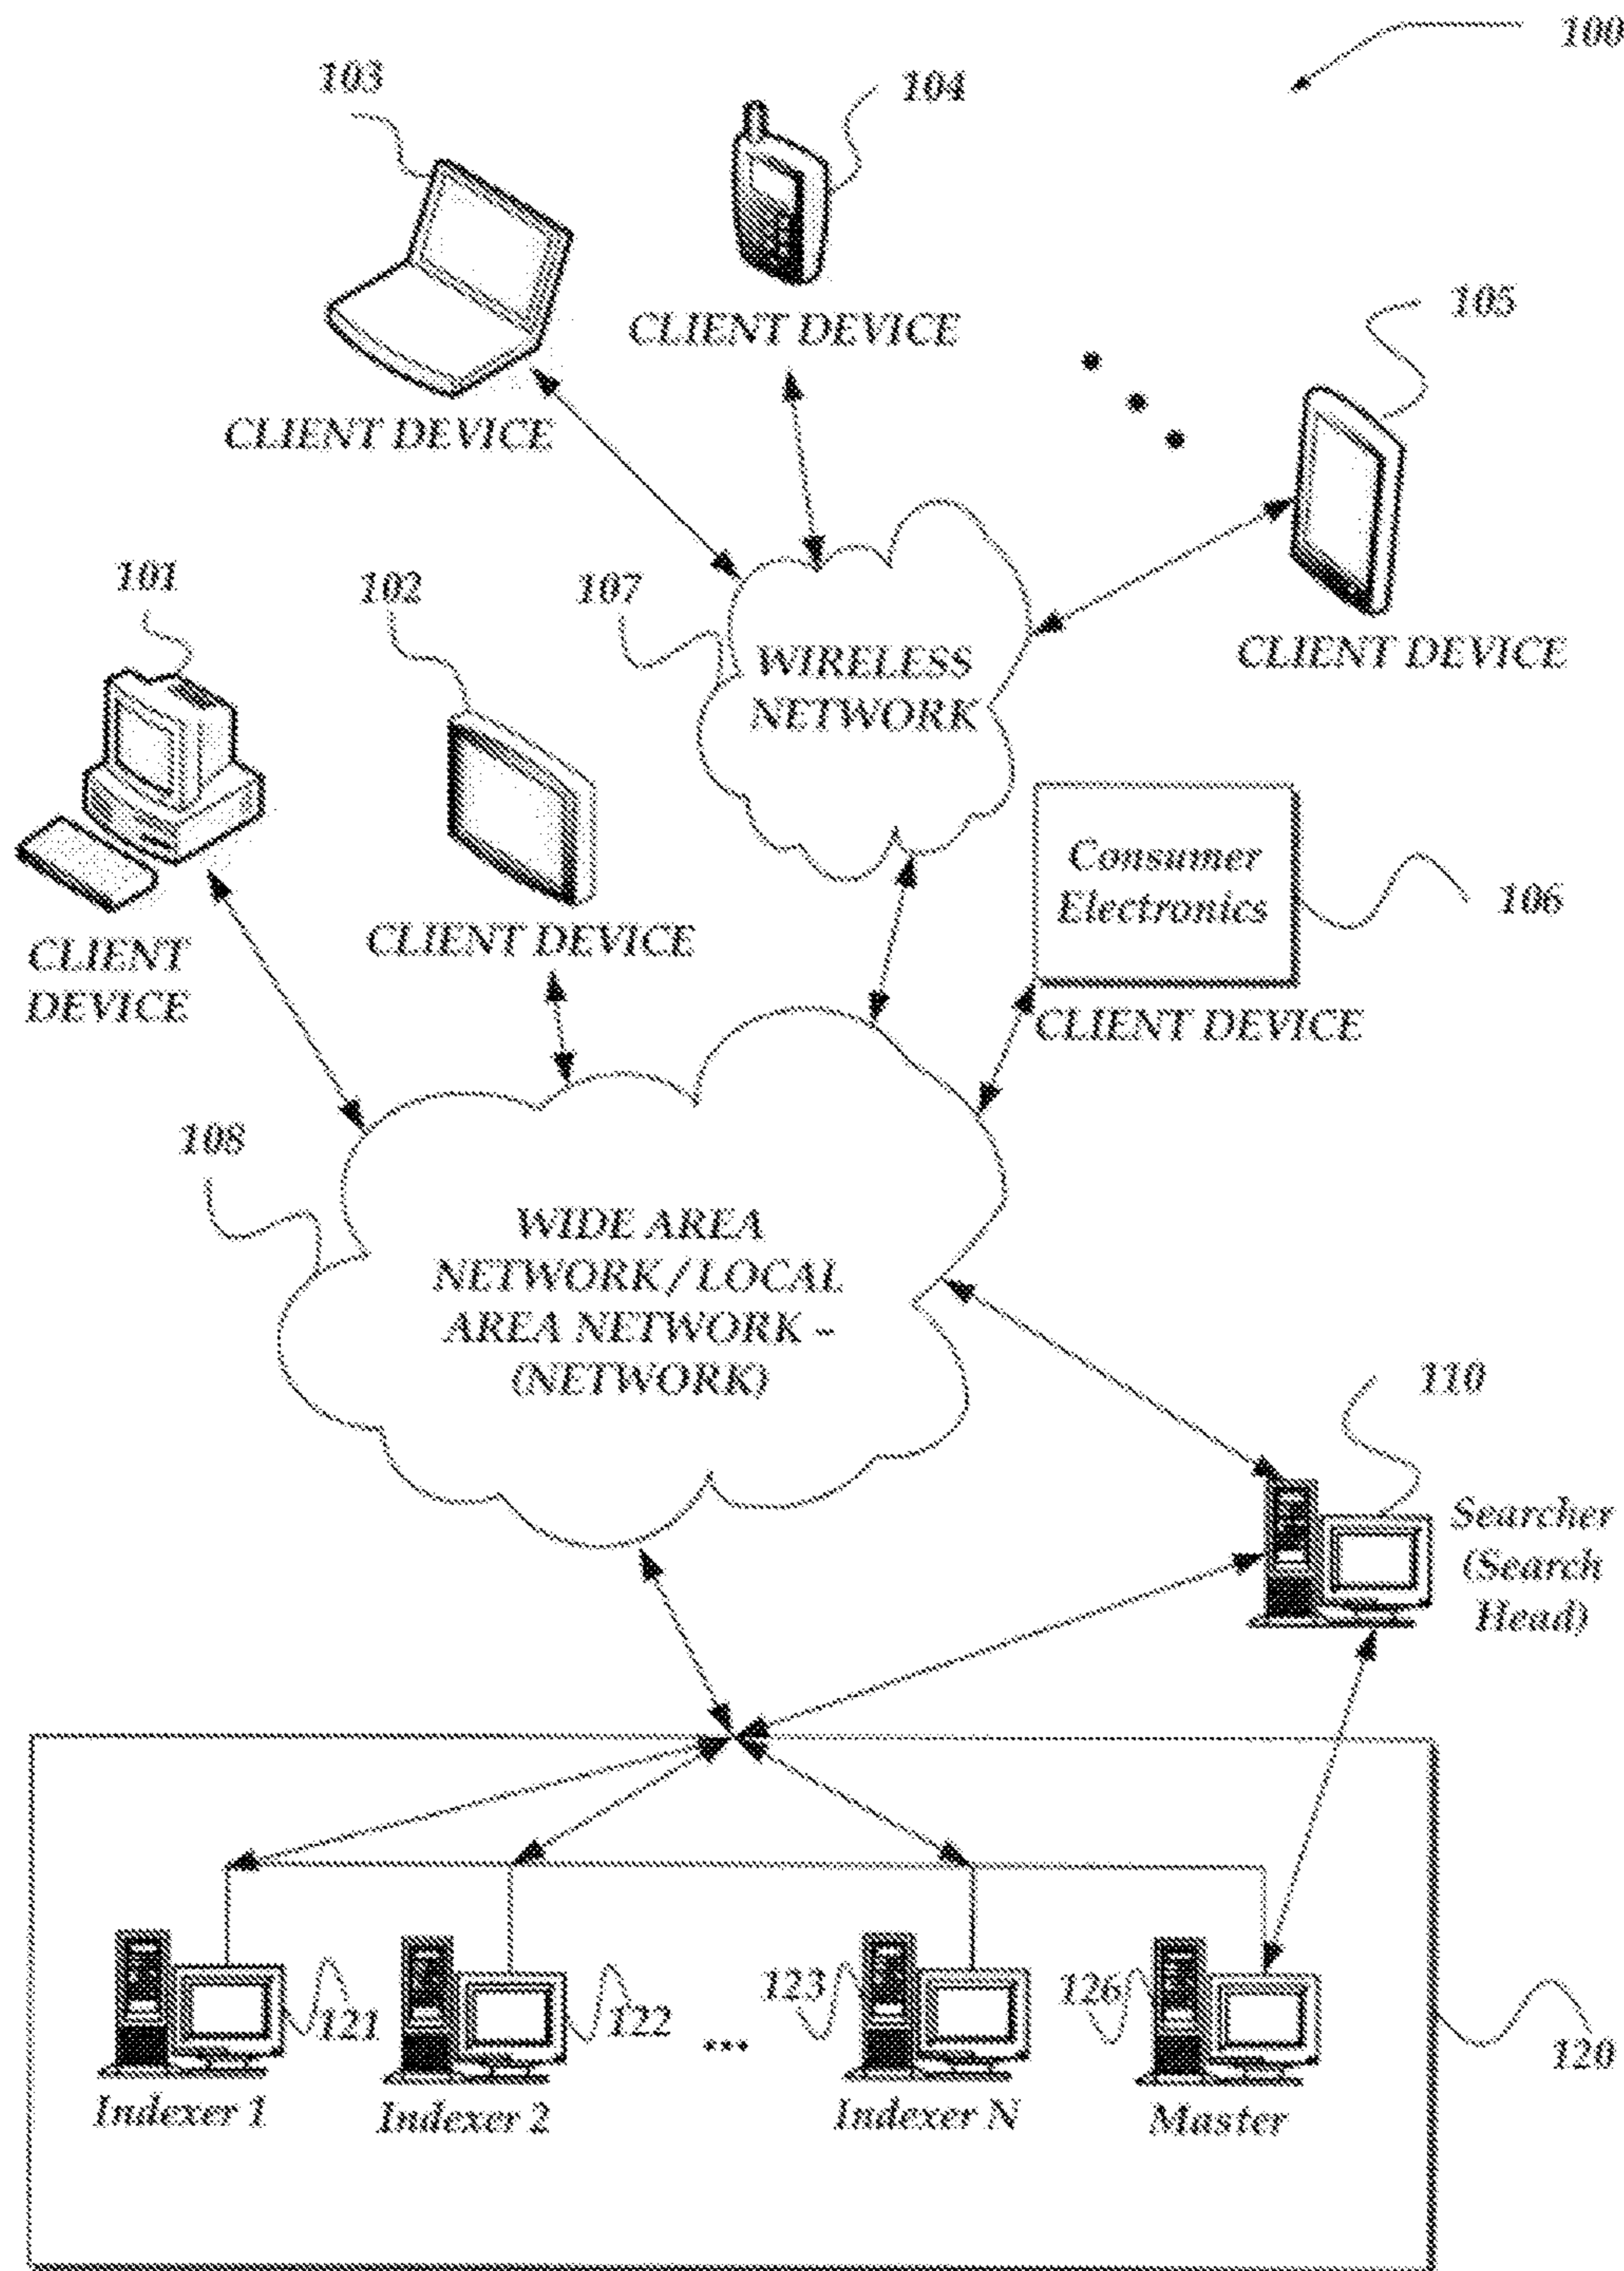 100
103
104
CLIENT DEVICE
105
CLIENT DEVICE
101
102
107
WIRELESS
NETWORK
CLIENT DEVICE
Consumer
Electronics
106
CLIENT DEVICE
CLIENT
DEVICE
CLIENT DEVICE
108
WIDE AREA
NETWORK / LOCAL
AREA NETWORK -
(NETWORK)
110
Searcher
(Search
Head)
121
122
...
123
126
120
Indexer 1
Indexer 2
Indexer N
Master